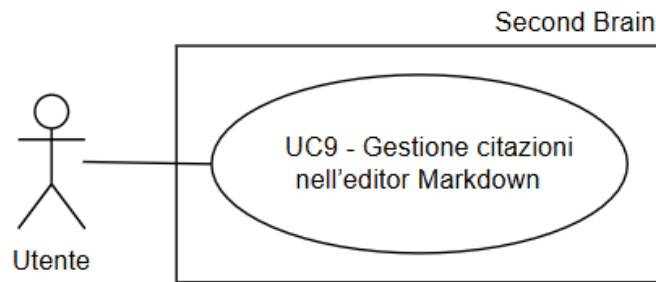 Second Brain
UC9 - Gestione citazioni
nell'editor Markdown
Utente